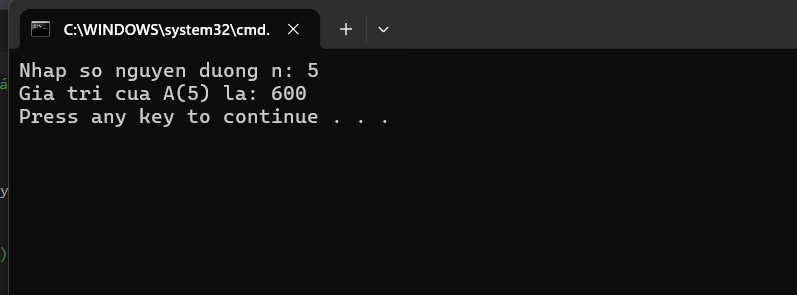 C:\WINDOWS\system32\cmd.
Nhap so nguyen duong n: 5
Gia tri cua A(5) la: 600
Press any key to continue . . .
á
y
)